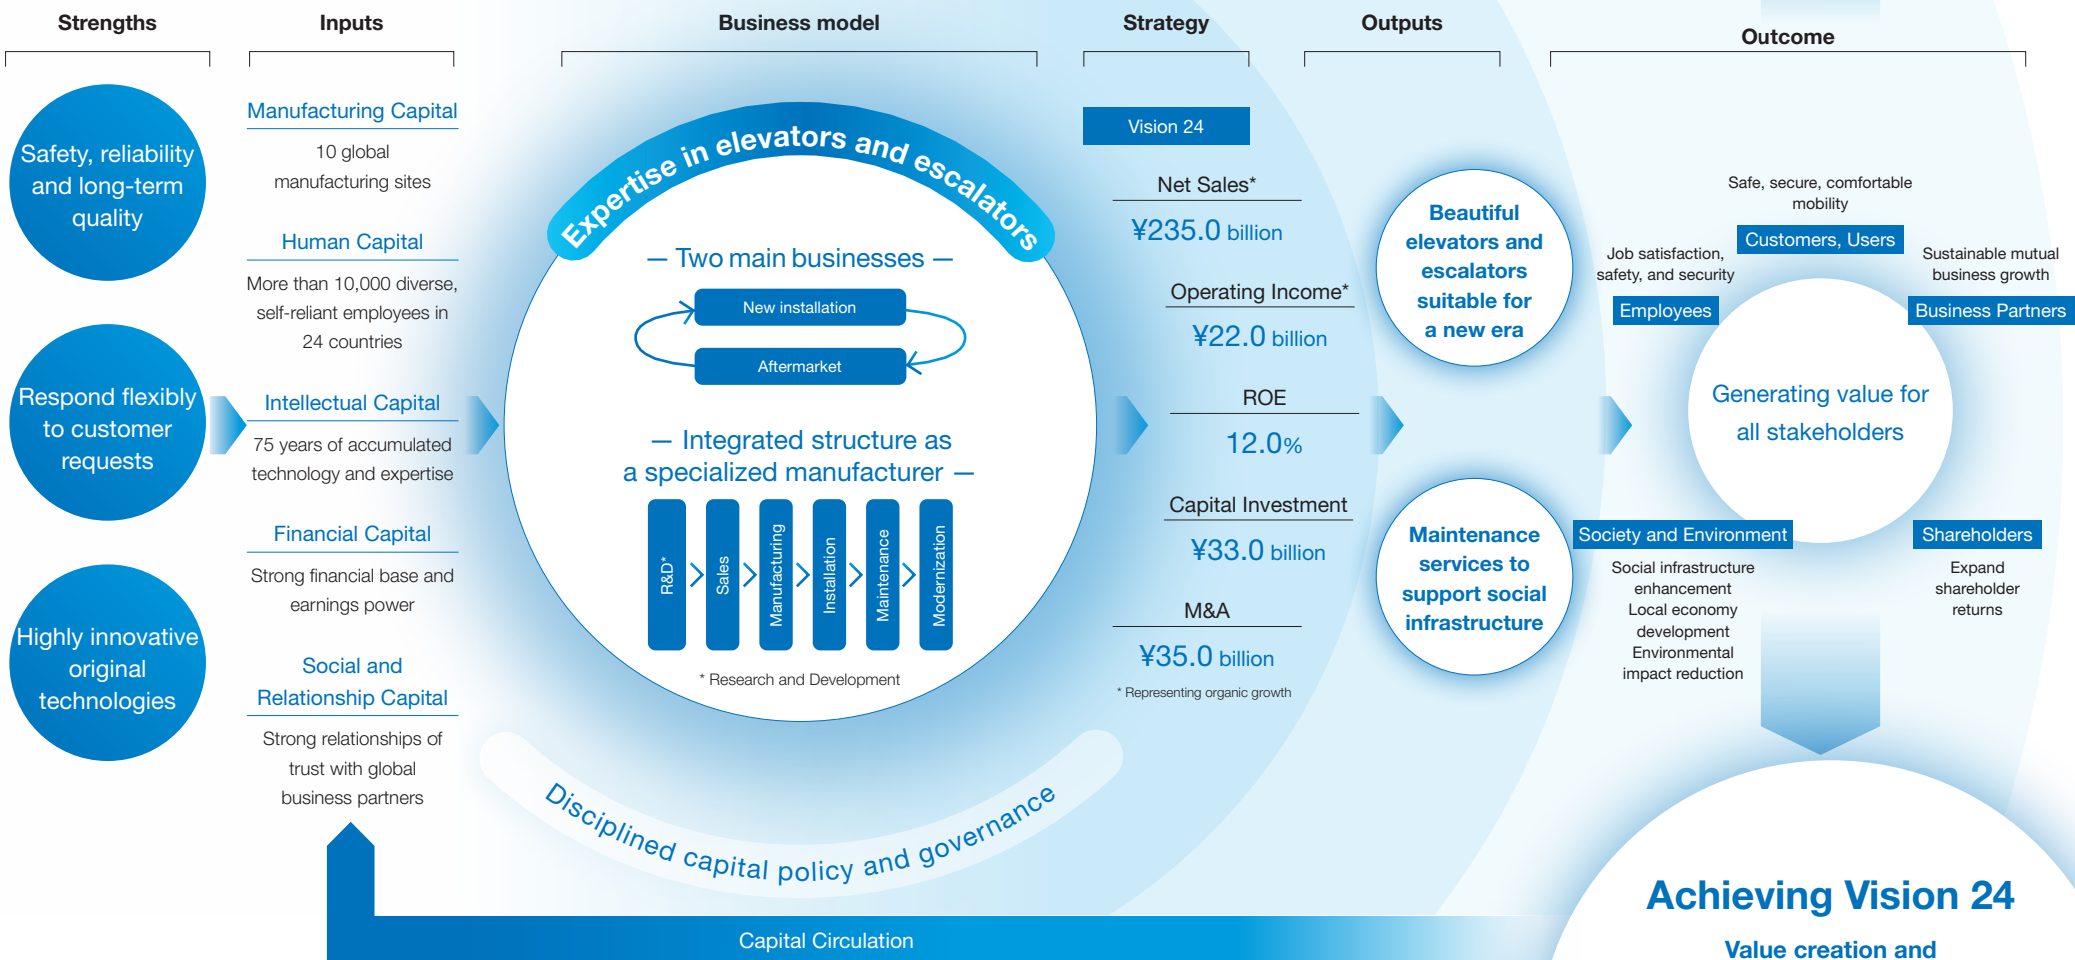 Strengths
Safety, reliability
and long-term
quality
Respond flexibly
to customer
requests
Highly innovative
original
technologies
Inputs
Manufacturing Capital
10 global
manufacturing sites
Human Capital
More than 10,000 diverse,
self-reliant employees in
24 countries
Intellectual Capital
75 years of accumulated
technology and expertise
Financial Capital
Strong financial base and
earnings power
Social and
Relationship Capital
Strong relationships of
trust with global
business partners
Business model
Expertise in elevators and escalators
— Two main businesses —
New installation
Aftermarket
— Integrated structure as
a specialized manufacturer —
R&D*
Sales
Manufacturing
Installation
Maintenance
Modernization
* Research and Development
Disciplined capital policy and governance
Strategy
Vision 24
Net Sales*
¥235.0 billion
Operating Income*
¥22.0 billion
ROE
12.0%
Capital Investment
¥33.0 billion
M&A
¥35.0 billion
* Representing organic growth
Outputs
Beautiful
elevators and
escalators
suitable for
a new era
Maintenance
services to
support social
infrastructure
Outcome
Safe, secure, comfortable
mobility
Customers, Users
Job satisfaction,
safety, and security
Employees
Sustainable mutual
business growth
Business Partners
Generating value for
all stakeholders
Society and Environment
Social infrastructure
enhancement
Local economy
development
Environmental
impact reduction
Shareholders
Expand
shareholder
returns
Achieving Vision 24
Value creation and
Capital Circulation